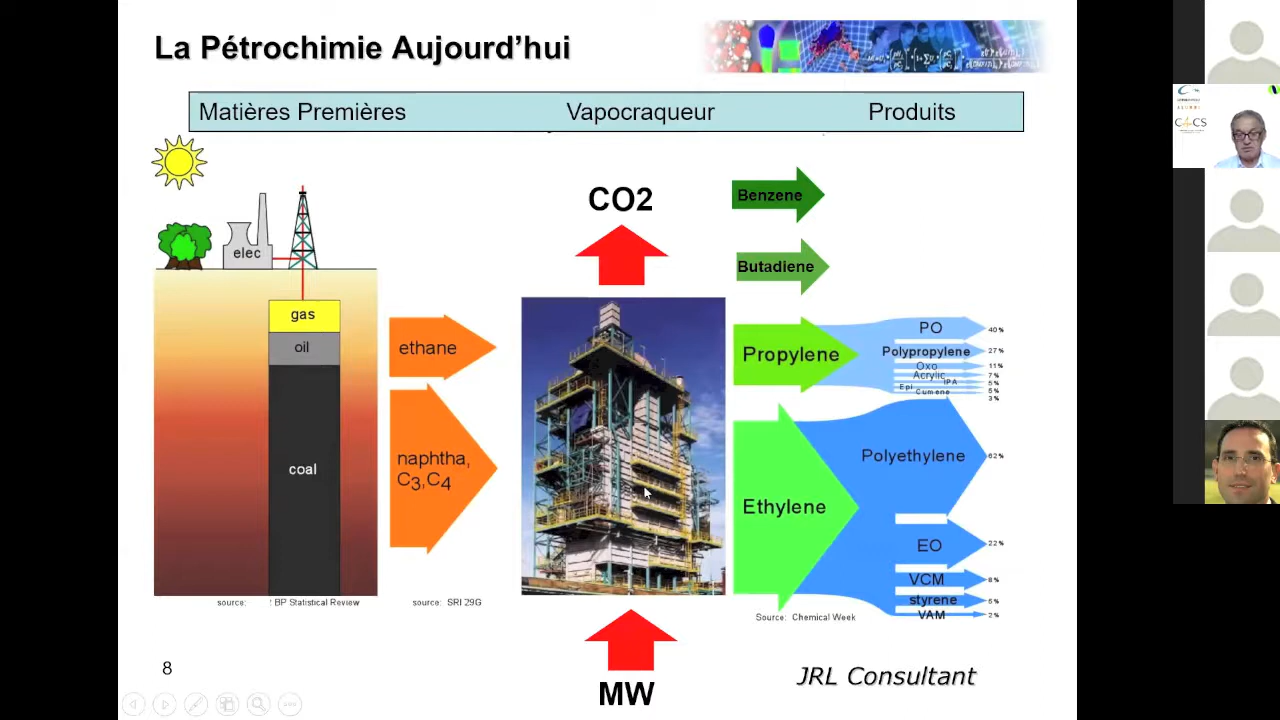 La Pétrochimie Aujourd’hui
Matières Premières Vapocraqueur Produits
CO2
Benzene
Butadiene
elec
gas
oil
coal
ethane
naphtha,
C3,C4
Propylene
Ethylene
PO 40%
Polypropylene 27%
Oxo 11%
Acrylic 7%
IPA 5%
Epi
Cumene
3%
Polyethylene 62%
EO 22%
VCM 8%
styrene
VAM 2%
source: BP Statistical Review
source: SRI 29G
Source: Chemical Week
MW
8
JRL Consultant
C4CS